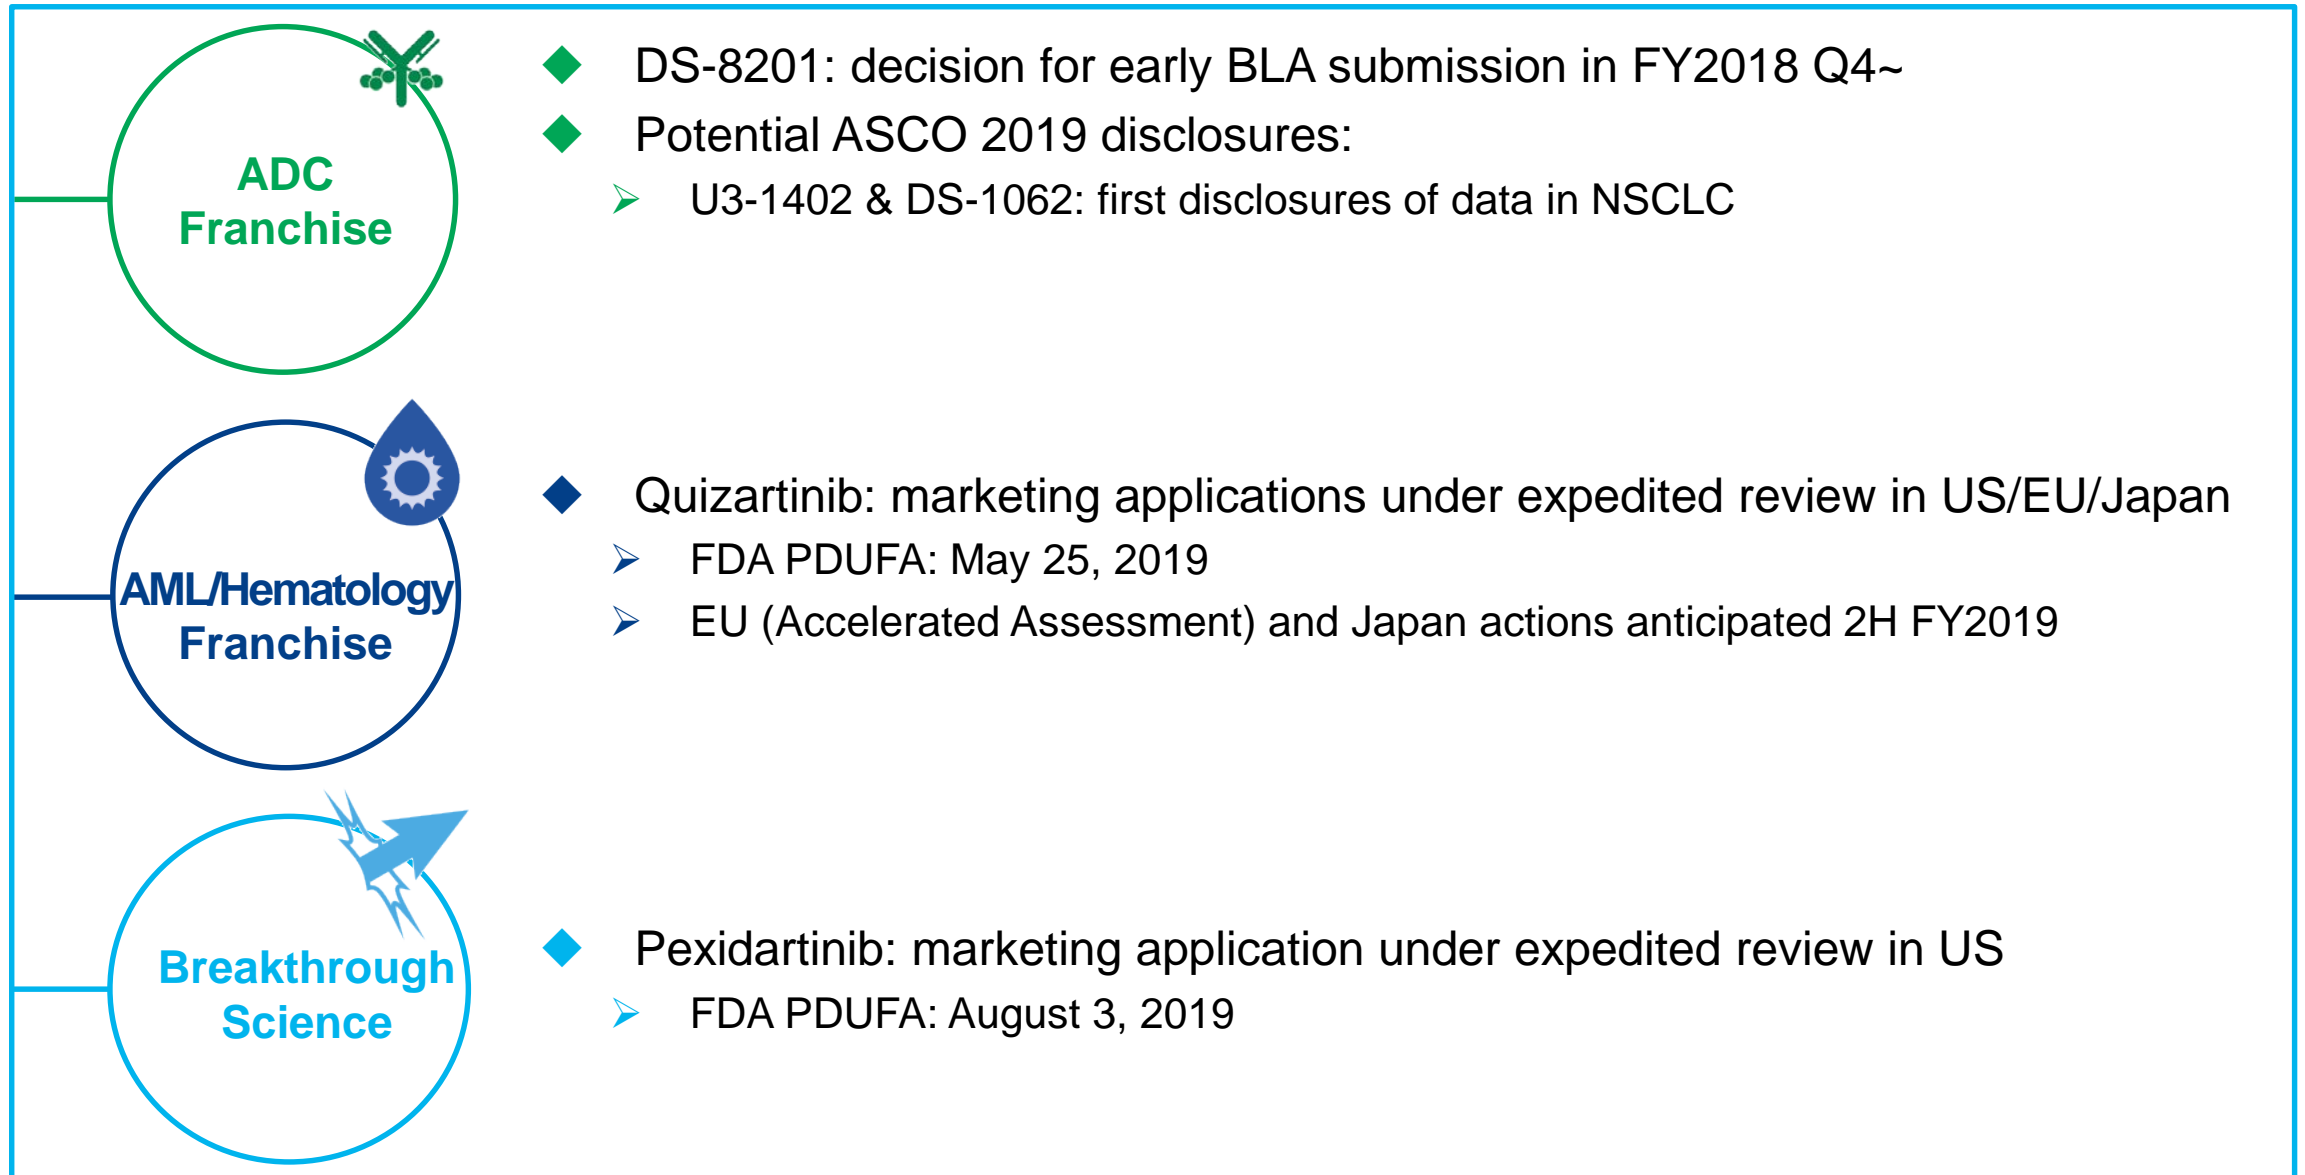 ADC
Franchise
DS-8201: decision for early BLA submission in FY2018 Q4~
Potential ASCO 2019 disclosures:
U3-1402 & DS-1062: first disclosures of data in NSCLC
AML/Hematology
Franchise
Quizartinib: marketing applications under expedited review in US/EU/Japan
FDA PDUFA: May 25, 2019
EU (Accelerated Assessment) and Japan actions anticipated 2H FY2019
Breakthrough
Science
Pexidartinib: marketing application under expedited review in US
FDA PDUFA: August 3, 2019